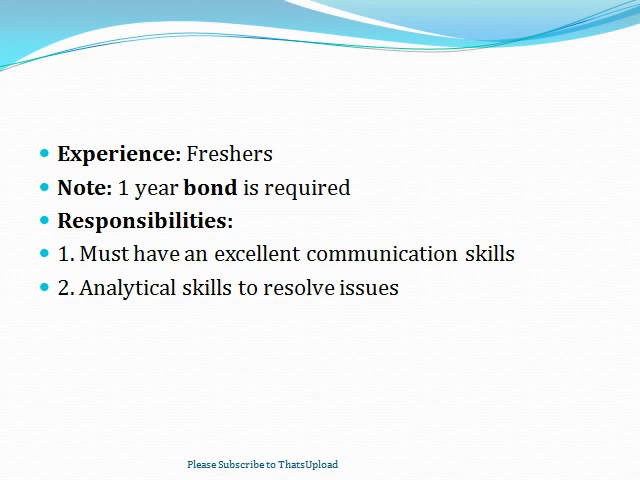 Experience: Freshers
Note: 1 year bond is required
Responsibilities:
1. Must have an excellent communication skills
2. Analytical skills to resolve issues
Please Subscribe to ThatsUpload